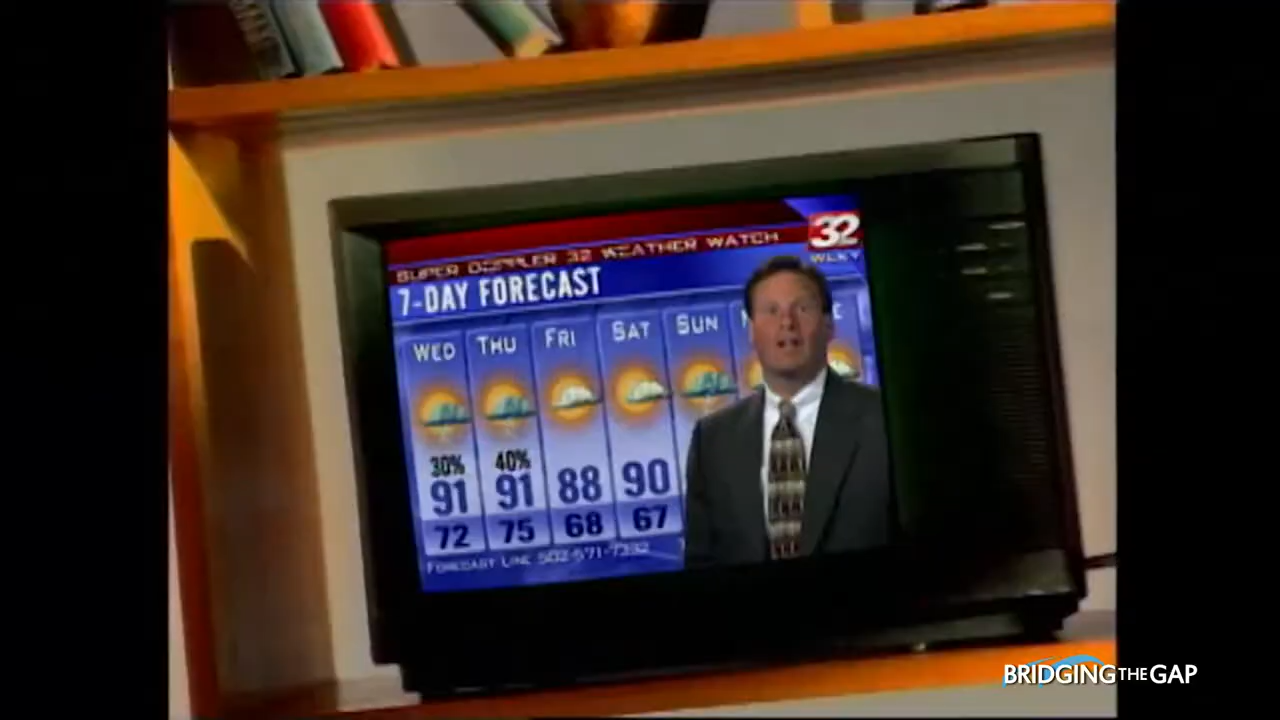 SUPER DOPPLER 32 WEATHER WATCH
32
WLKY
7-DAY FORECAST
WED THU FRI SAT SUN
30% 40%
91 91 88 90
72 75 68 67
FORECAST LINE 502-571-7332
BRIDGING THE GAP